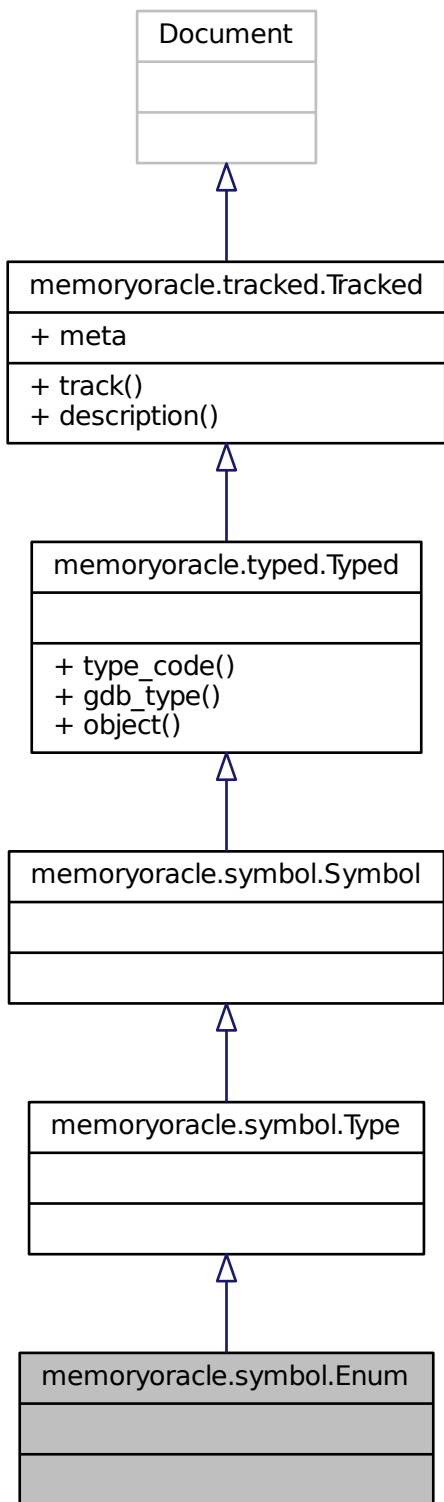 Document
memoryoracle.tracked.Tracked
+ meta
+ track()
+ description()
memoryoracle.typed.Typed
+ type_code()
+ gdb_type()
+ object()
memoryoracle.symbol.Symbol
memoryoracle.symbol.Type
memoryoracle.symbol.Enum